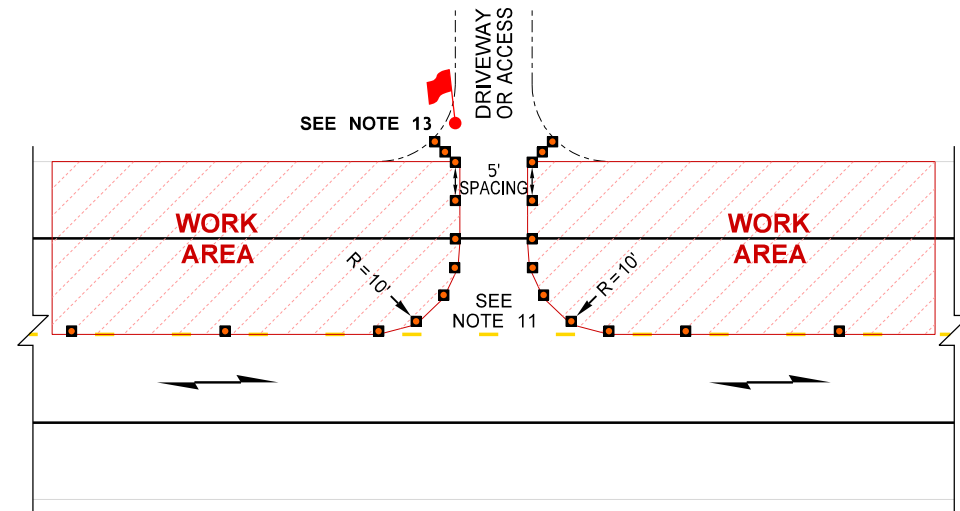 DRIVEWAY
OR ACCESS
SEE NOTE 13
5'
SPACING
WORK
AREA
WORK
AREA
R=10'
R=10'
SEE
NOTE 11